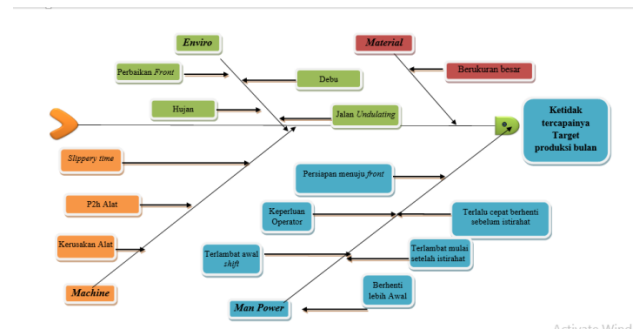 Enviro
Material
Perbaikan Front
Debu
Berukuran besar
Hujan
Jalan Undulating
Ketidak
tercapainya
Target
produksi bulan
Slippery time
Persiapan menuju front
P2h Alat
Keperluan
Operator
Terlalu cepat berhenti
sebelum istirahat
Kerusakan Alat
Terlambat awal
shift
Terlambat mulai
setelah istirahat
Machine
Man Power
Berhenti
lebih Awal
Activate Wind